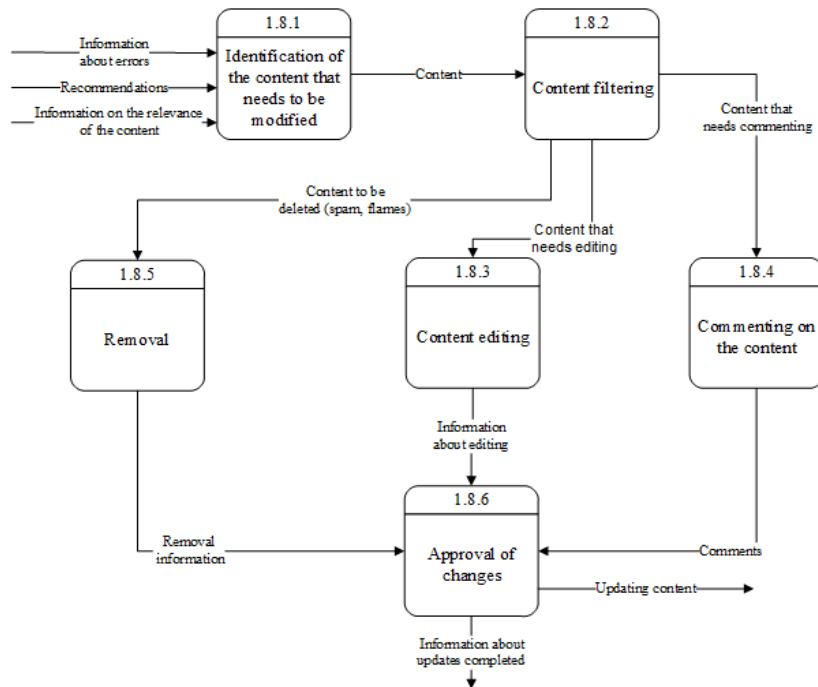 1.8.1
Identification of
the content that
needs to be
modified
Information
about errors
Recommendations
Information on the relevance
of the content
Content
1.8.2
Content filtering
Content that
needs commenting
Content to be
deleted (spam, flames)
Content that
needs editing
1.8.5
Removal
1.8.3
Content editing
1.8.4
Commenting on
the content
Information
about editing
1.8.6
Approval of
changes
Removal
information
Comments
Updating content
Information about
updates completed